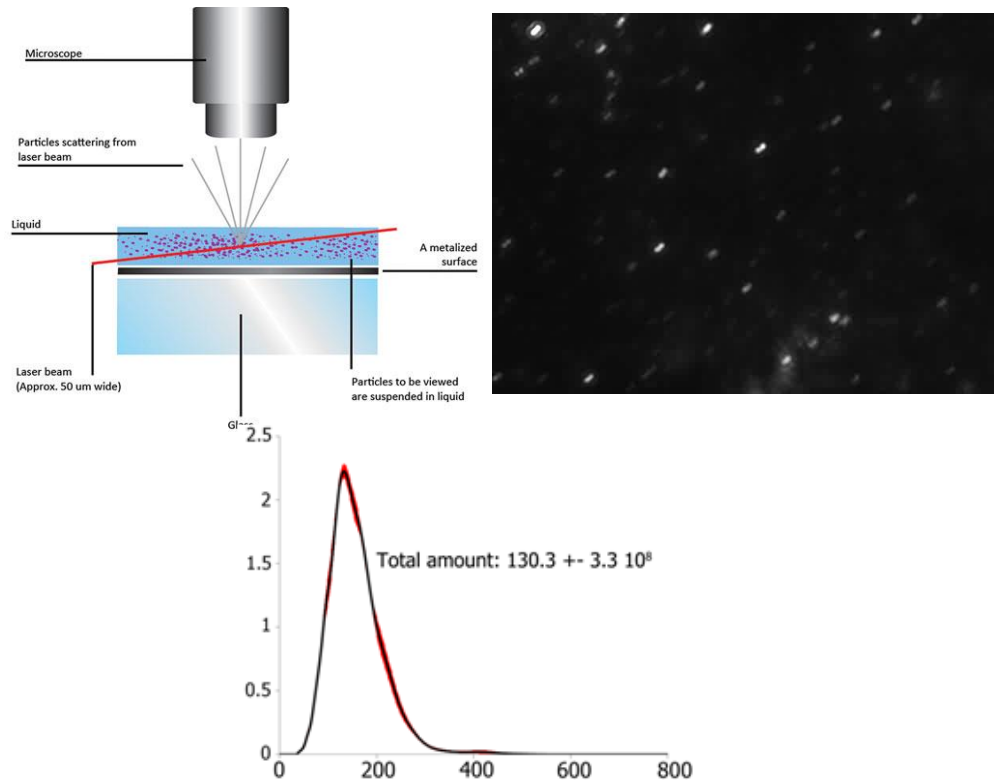 Microscope
Particles scattering from
laser beam
Liquid
A metalized
surface
Laser beam
(Approx. 50 um wide)
Particles to be viewed
are suspended in liquid
2.5
2
1.5
1
0.5
0
Total amount: 130.3 +- 3.3 10⁸
0 200 400 600 800